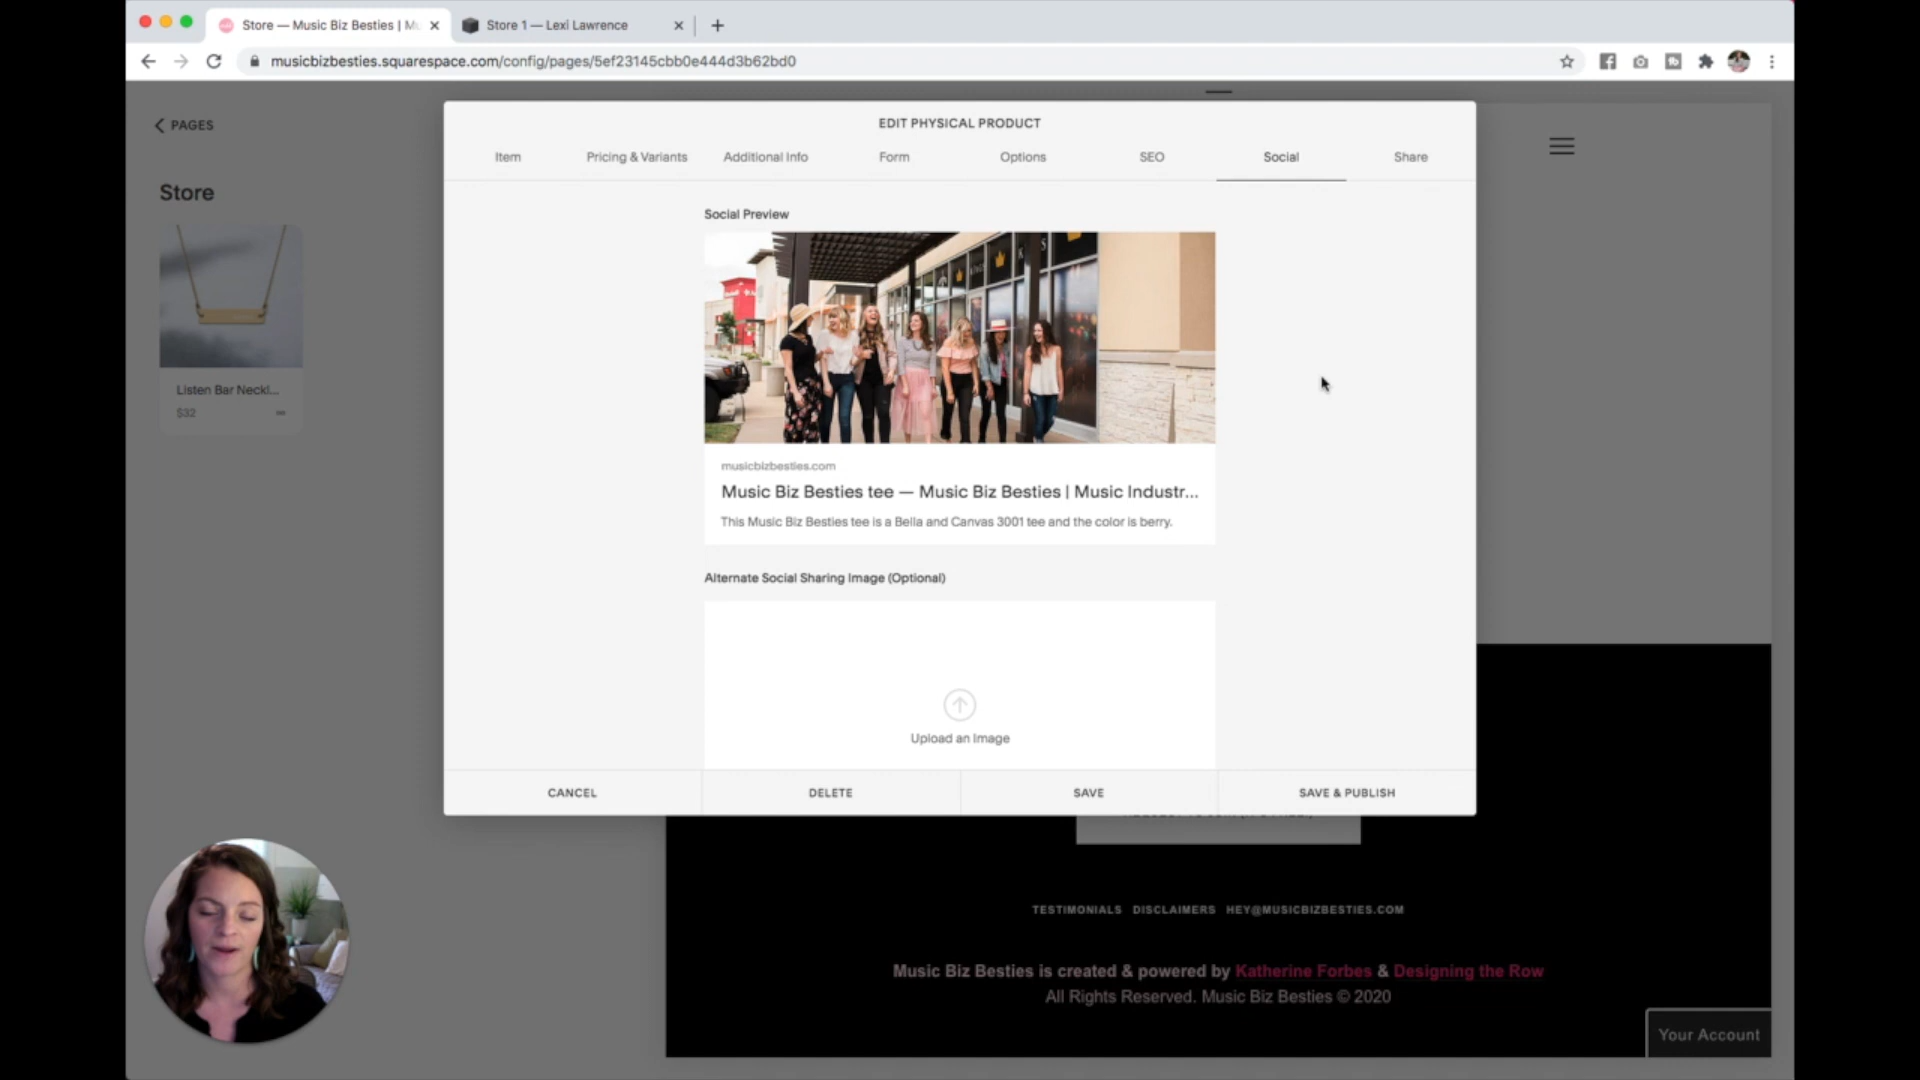 Store — Music Biz Besties | Mu
Store 1 — Lexi Lawrence
musicbizbesties.squarespace.com/config/pages/5ef23145cbb0e444d3b62bd0
PAGES
Store
Listen Bar Neckl...
$32
EDIT PHYSICAL PRODUCT
Item
Pricing & Variants
Additional Info
Form
Options
SEO
Social
Share
Social Preview
musicbizbesties.com
Music Biz Besties tee — Music Biz Besties | Music Industr...
This Music Biz Besties tee is a Bella and Canvas 3001 tee and the color is berry.
Alternate Social Sharing Image (Optional)
Upload an Image
CANCEL
DELETE
SAVE
SAVE & PUBLISH
TESTIMONIALS DISCLAIMERS HEY@MUSICBIZBESTIES.COM
Music Biz Besties is created & powered by Katherine Forbes & Designing the Row
All Rights Reserved. Music Biz Besties © 2020
Your Account